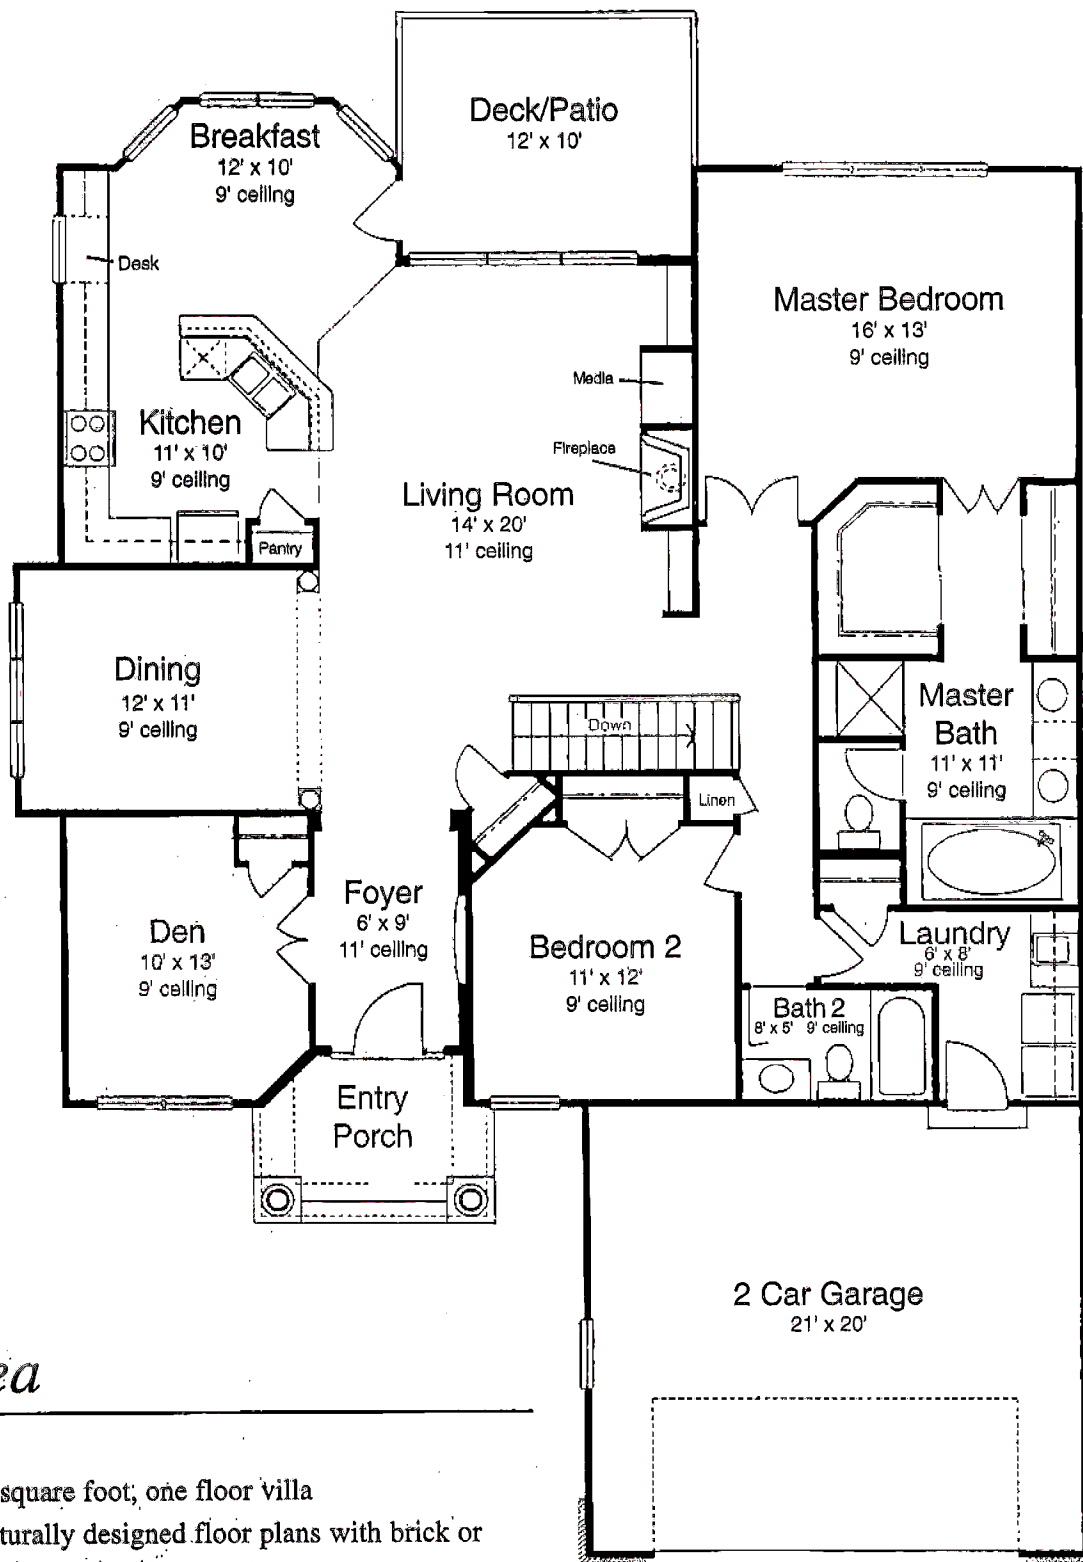 Deck/Patio
12' x 10'
Breakfast
12' x 10'
9' ceiling
Desk
Master Bedroom
16' x 13'
9' ceiling
Media
Kitchen
11' x 10'
9' ceiling
Fireplace
Living Room
14' x 20'
11' ceiling
Pantry
Dining
12' x 11'
9' ceiling
Down
Master
Bath
11' x 11'
9' ceiling
Linen
Foyer
6' x 9'
11' ceiling
Den
10' x 13'
9' ceiling
Bedroom 2
11' x 12'
9' ceiling
Laundry
6' x 8'
9' ceiling
Bath 2
8' x 5' 9' ceiling
Entry
Porch
2 Car Garage
21' x 20'
ea
square foot, one floor villa
turally designed floor plans with brick or